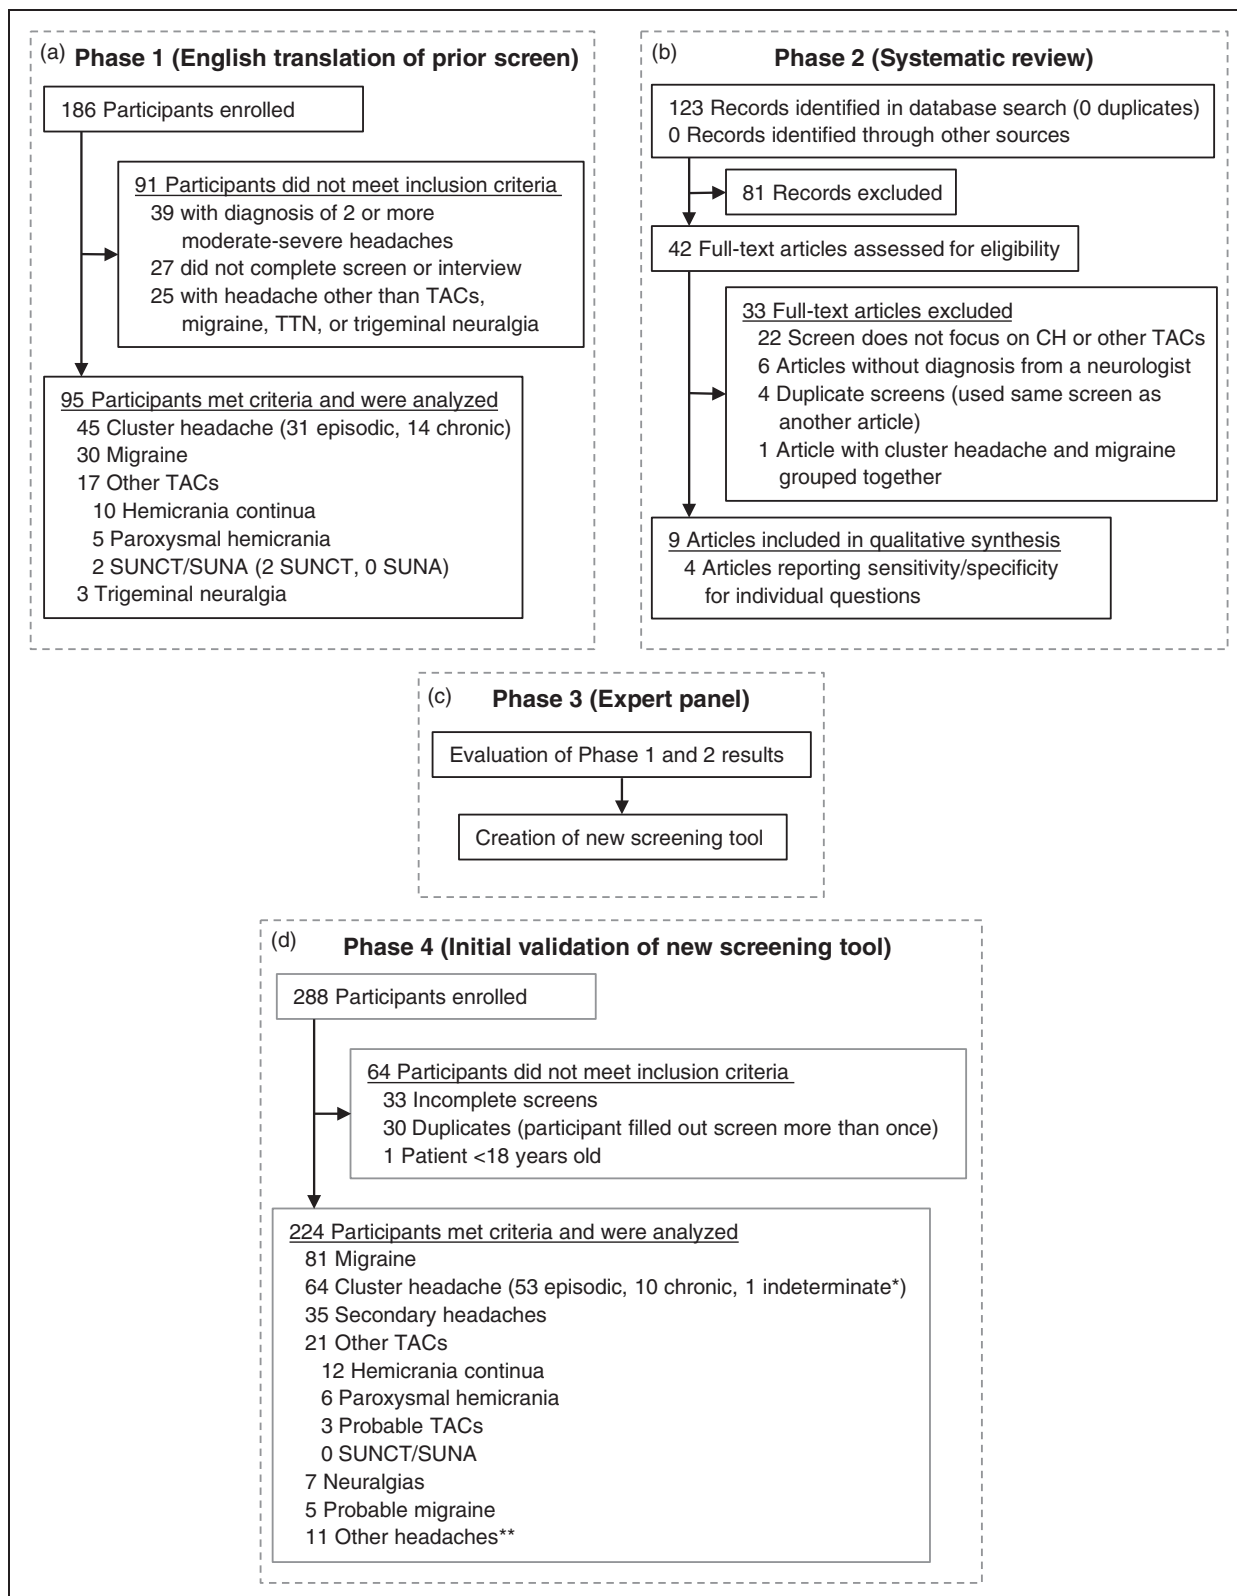 (a) Phase 1 (English translation of prior screen)
186 Participants enrolled
91 Participants did not meet inclusion criteria
39 with diagnosis of 2 or more
moderate-severe headaches
27 did not complete screen or interview
25 with headache other than TACs,
migraine, TTN, or trigeminal neuralgia
95 Participants met criteria and were analyzed
45 Cluster headache (31 episodic, 14 chronic)
30 Migraine
17 Other TACs
10 Hemicrania continua
5 Paroxysmal hemicrania
2 SUNCT/SUNA (2 SUNCT, 0 SUNA)
3 Trigeminal neuralgia
(b) Phase 2 (Systematic review)
123 Records identified in database search (0 duplicates)
0 Records identified through other sources
81 Records excluded
42 Full-text articles assessed for eligibility
33 Full-text articles excluded
22 Screen does not focus on CH or other TACs
6 Articles without diagnosis from a neurologist
4 Duplicate screens (used same screen as
another article)
1 Article with cluster headache and migraine
grouped together
9 Articles included in qualitative synthesis
4 Articles reporting sensitivity/specificity
for individual questions
(c) Phase 3 (Expert panel)
Evaluation of Phase 1 and 2 results
Creation of new screening tool
(d) Phase 4 (Initial validation of new screening tool)
288 Participants enrolled
64 Participants did not meet inclusion criteria
33 Incomplete screens
30 Duplicates (participant filled out screen more than once)
1 Patient <18 years old
224 Participants met criteria and were analyzed
81 Migraine
64 Cluster headache (53 episodic, 10 chronic, 1 indeterminate*)
35 Secondary headaches
21 Other TACs
12 Hemicrania continua
6 Paroxysmal hemicrania
3 Probable TACs
0 SUNCT/SUNA
7 Neuralgias
5 Probable migraine
11 Other headaches**